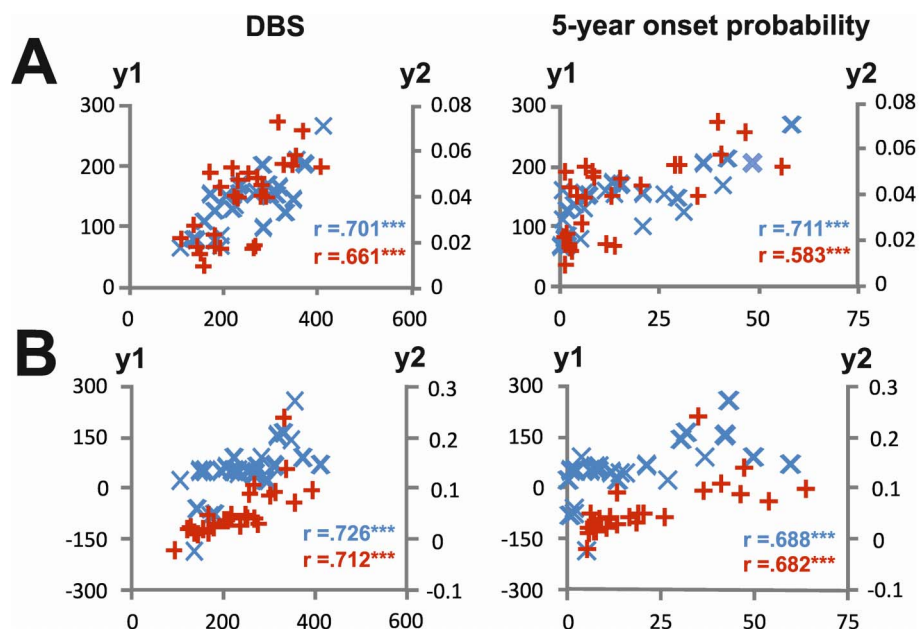 DBS 5-year onset probability
A
y1 y2 y1 y2
300 0.08 300 0.08
200 0.06 200 0.06
0.04 0.04
100 r =.701*** 0.02 100 r =.711*** 0.02
r =.661*** r =.583***
0 0 0 0
0 200 400 600 0 25 50 75
B
y1 y2 y1 y2
300 0.3 300 0.3
150 0.2 150 0.2
0 0.1 0 0.1
-150 r =.726*** 0 -150 r =.688*** 0
r =.712*** r =.682***
-300 -0.1 -300 -0.1
0 200 400 600 0 25 50 75